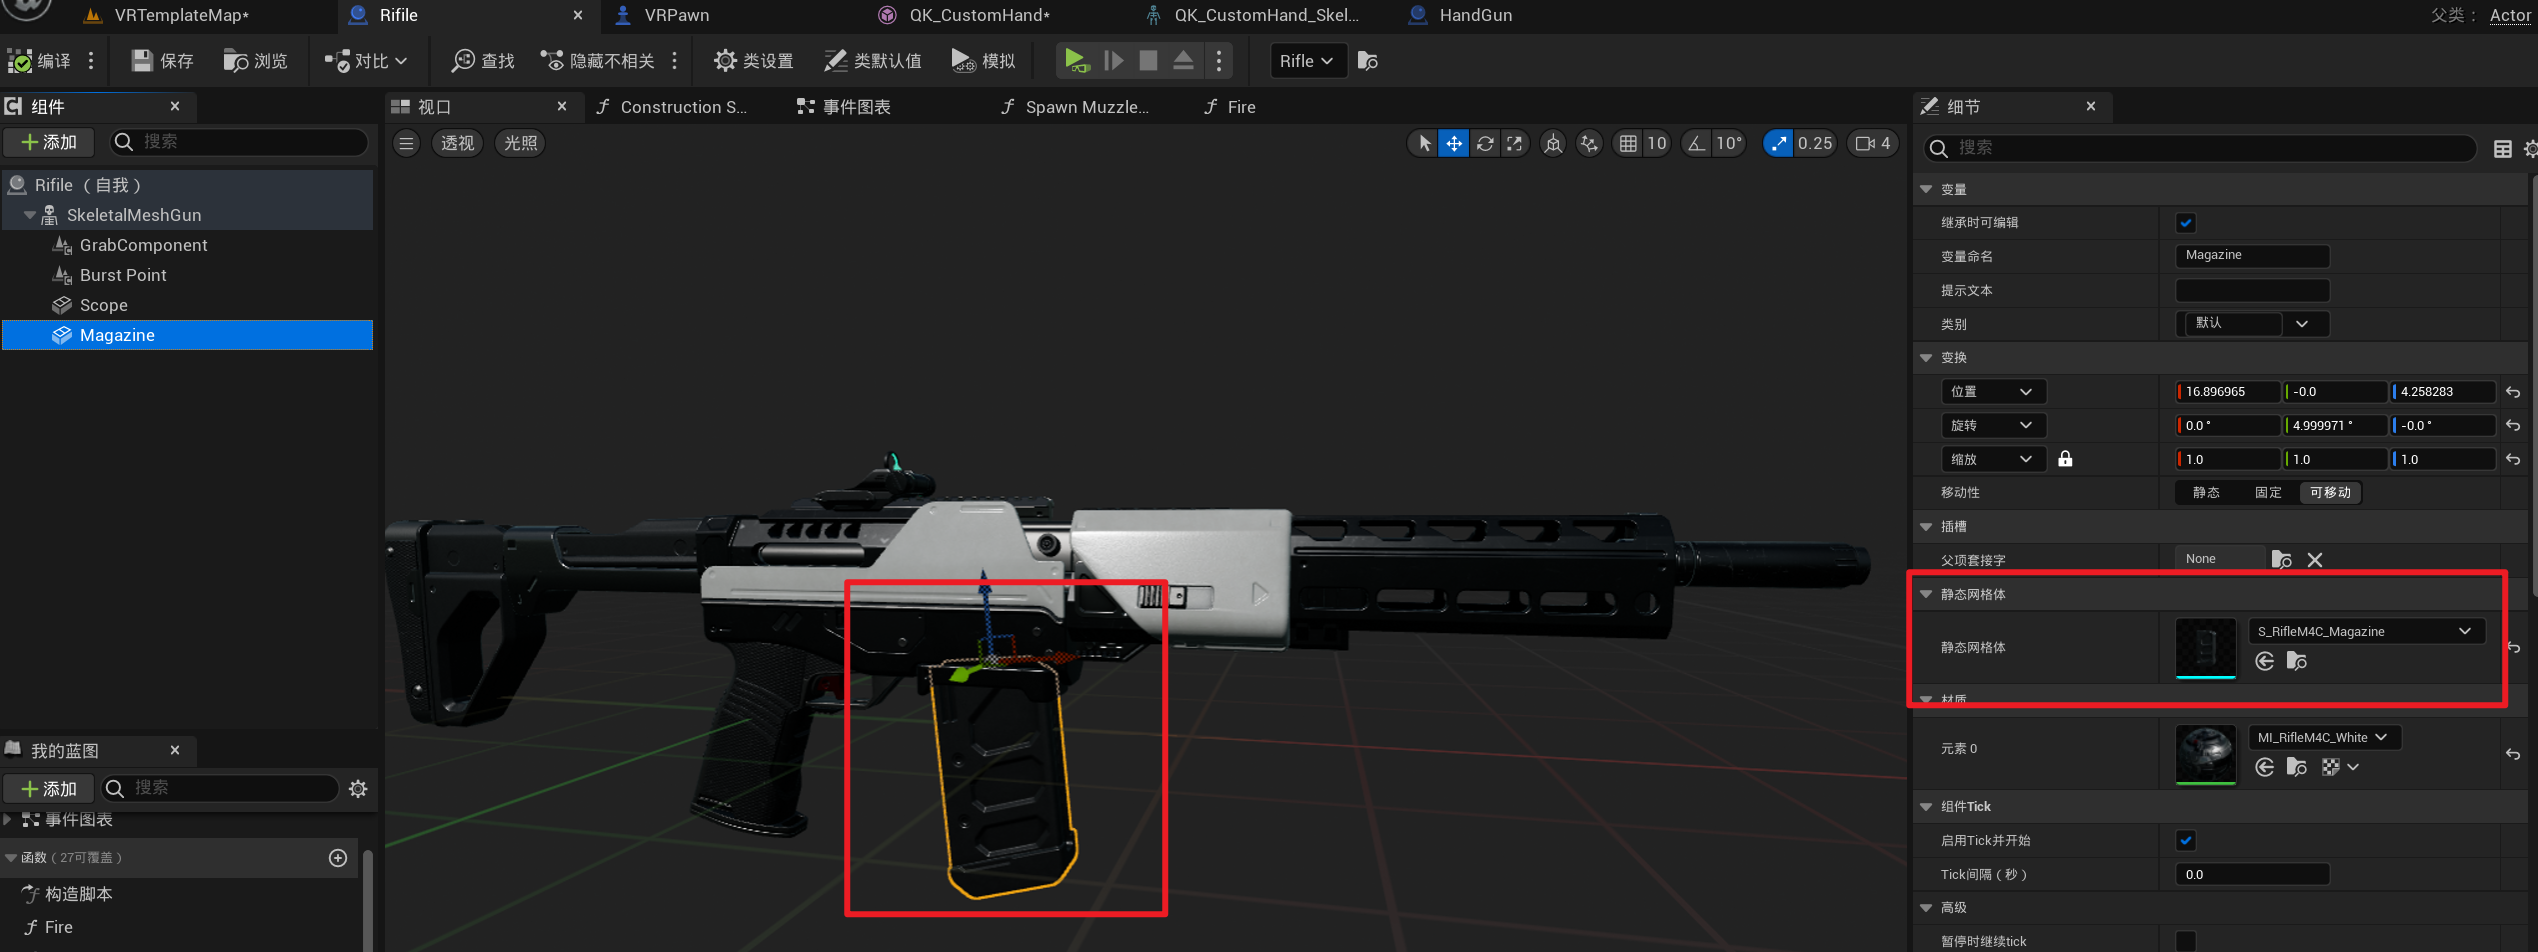 VRTemplateMap*
Rifile
VRPawn
QK_CustomHand*
QK_CustomHand_Skel...
HandGun
父类： Actor
编译
保存
浏览
对比
查找
隐藏不相关
类设置
类默认值
模拟
Rifle
组件
视口
Construction S...
事件图表
Spawn Muzzle...
Fire
细节
添加
搜索
透视
光照
10
10°
0.25
4
搜索
Rifile （自我）
SkeletalMeshGun
GrabComponent
Burst Point
Scope
Magazine
变量
继承时可编辑
变量命名 Magazine
提示文本
类别 默认
变换
位置 16.896965 -0.0 4.258283
旋转 0.0 ° 4.999971 ° -0.0 °
缩放 1.0 1.0 1.0
移动性 静态 固定 可移动
插槽
父项套接字 None
静态网格体
静态网格体 S_RifleM4C_Magazine
材质
元素 0 MI_RifleM4C_White
组件Tick
启用Tick并开始
Tick间隔（秒） 0.0
高级
暂停时继续tick
我的蓝图
添加
搜索
事件图表
函数（27可覆盖）
构造脚本
Fire